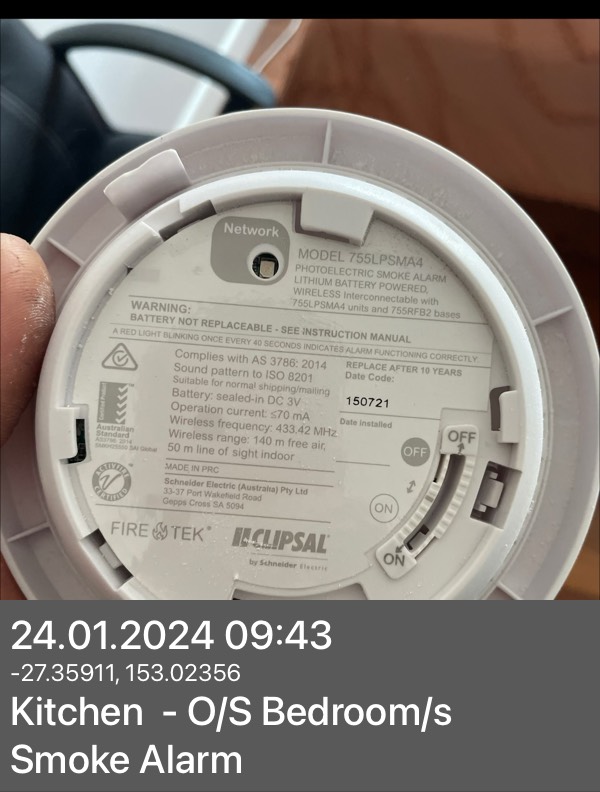 Network
MODEL 755LPSMA4
PHOTOELECTRIC SMOKE ALARM
LITHIUM BATTERY POWERED,
WIRELESS Interconnectable with
755LPSMA4 units and 755RFB2 bases
WARNING:
BATTERY NOT REPLACEABLE - SEE INSTRUCTION MANUAL
A RED LIGHT BLINKING ONCE EVERY 40 SECONDS INDICATES ALARM FUNCTIONING CORRECTLY
Complies with AS 3786: 2014
Sound pattern to ISO 8201
Suitable for normal shipping/mailing
Battery: sealed-in DC 3V
Operation current: ≤70 mA
Wireless frequency: 433.42 MHz
Wireless range: 140 m free air,
50 m line of sight indoor
REPLACE AFTER 10 YEARS
Date Code:
150721
Date Installed
Australian
Standard
MADE IN PRC
Schneider Electric (Australia) Pty Ltd
33-37 Port Wakefield Road
Gepps Cross SA 5094
OFF
OFF
ON
ON
FIRE TEK
CLIPSAL
by Schneider Electric
24.01.2024 09:43
-27.35911, 153.02356
Kitchen - O/S Bedroom/s
Smoke Alarm